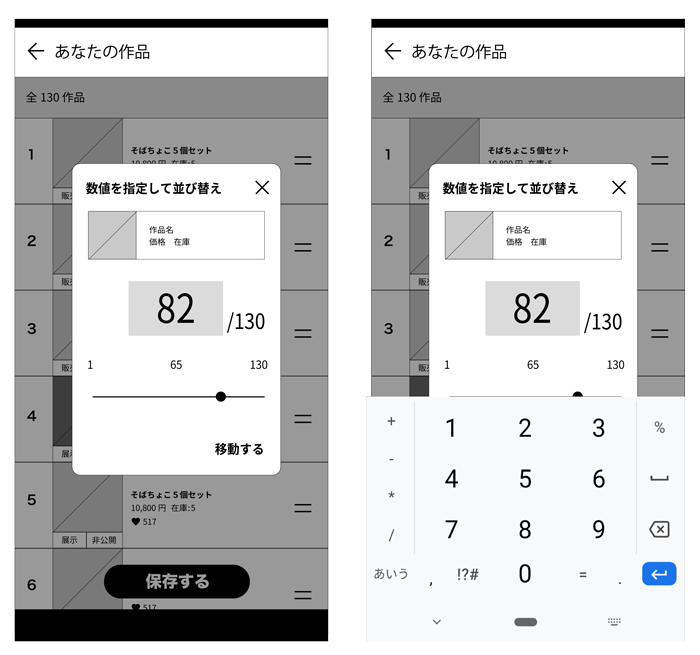 あなたの作品
全 130 作品
1
そばちょこ5個セット
10,800 円 在庫:5
販売
数値を指定して並び替え
作品名
価格 在庫
2
販売
82 /130
3
販売
1 65 130
4
展示
移動する
5
そばちょこ5個セット
10,800 円 在庫:5
517
展示 非公開
6
保存する
517
あなたの作品
全 130 作品
1
そばちょこ5個セット
10,800 円 在庫:5
数値を指定して並び替え
作品名
価格 在庫
2
82 /130
3
1 65 130
+ 1 2 3 %
- 4 5 6
*
/ 7 8 9
あいう , !?# 0 = .